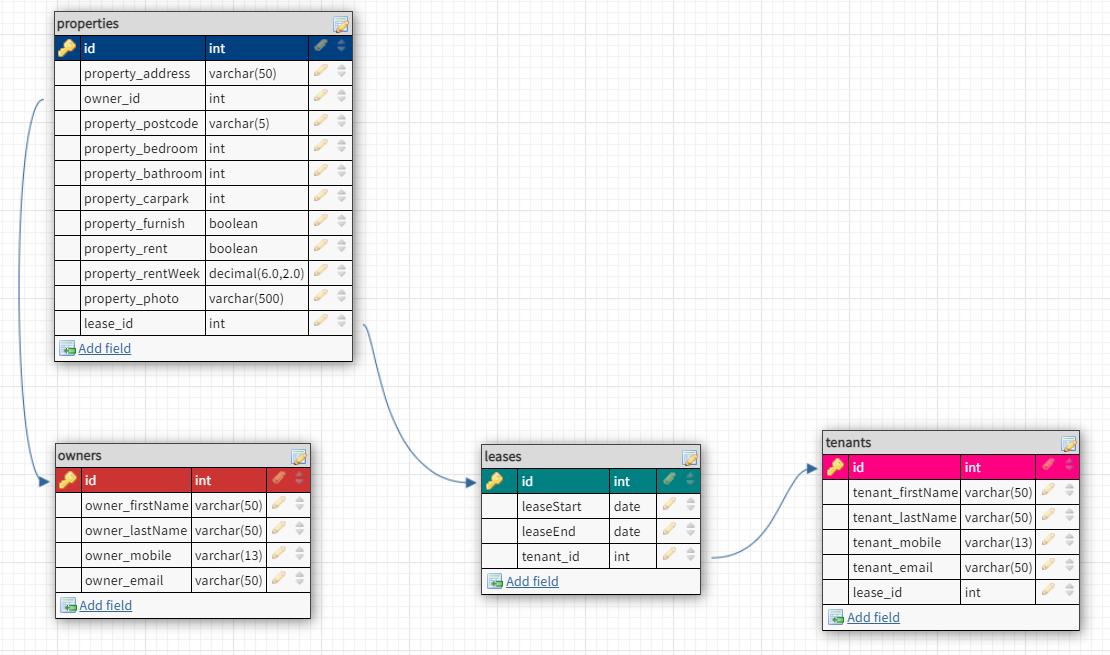 properties
id int
property_address varchar(50)
owner_id int
property_postcode varchar(5)
property_bedroom int
property_bathroom int
property_carpark int
property_furnish boolean
property_rent boolean
property_rentWeek decimal(6.0,2.0)
property_photo varchar(500)
lease_id int
Add field
owners
id int
owner_firstName varchar(50)
owner_lastName varchar(50)
owner_mobile varchar(13)
owner_email varchar(50)
Add field
leases
id int
leaseStart date
leaseEnd date
tenant_id int
Add field
tenants
id int
tenant_firstName varchar(50)
tenant_lastName varchar(50)
tenant_mobile varchar(13)
tenant_email varchar(50)
lease_id int
Add field